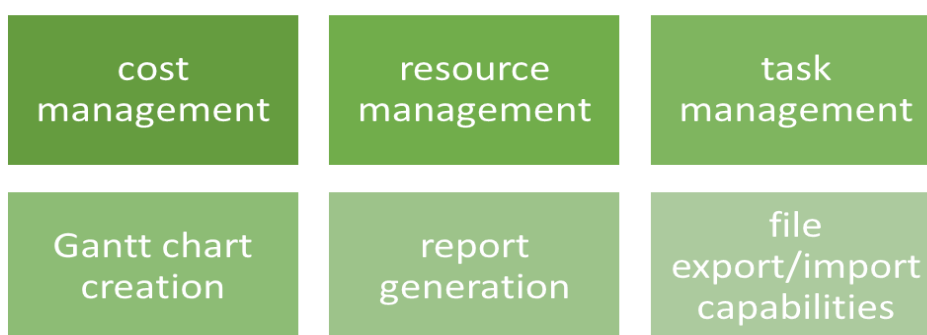 cost
management
resource
management
task
management
Gantt chart
creation
report
generation
file
export/import
capabilities